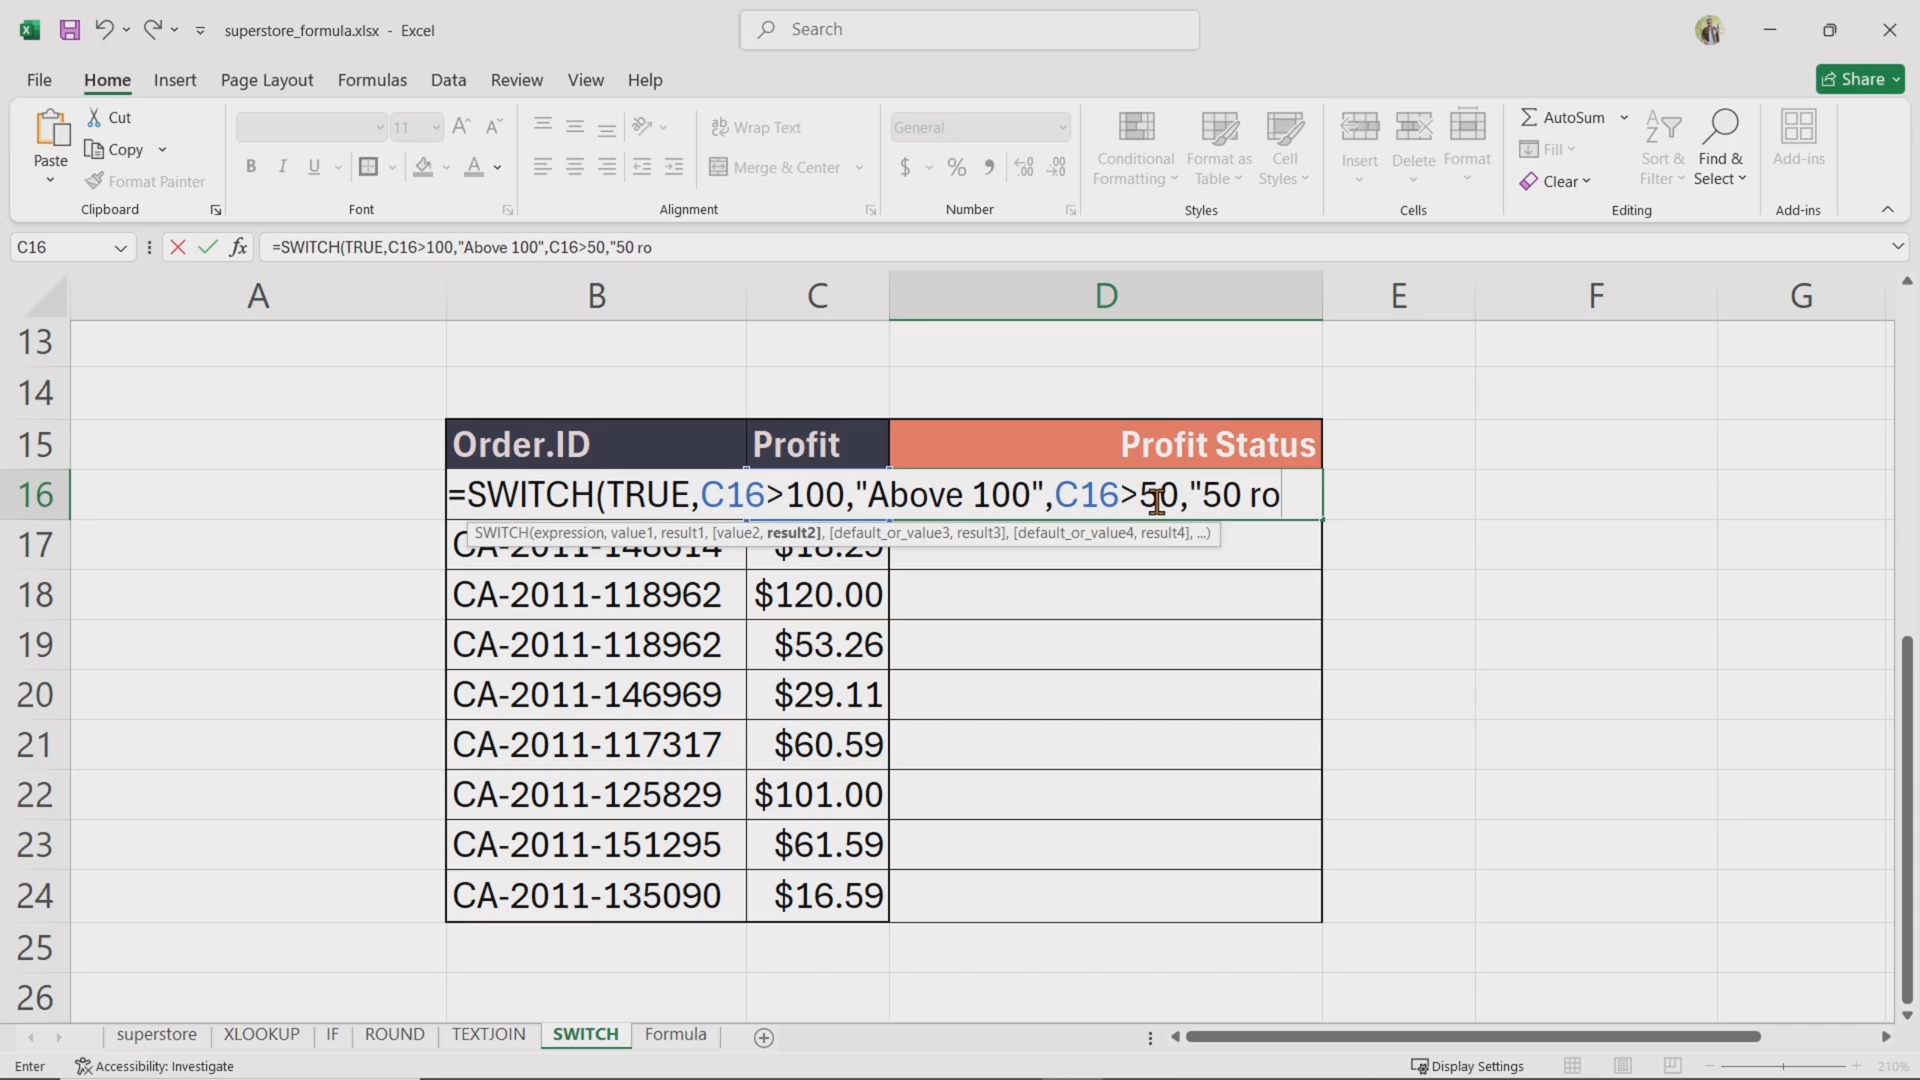 superstore_formula.xlsx - Excel
Search
File Home Insert Page Layout Formulas Data Review View Help
Share
Paste
Cut
Copy
Format Painter
Clipboard
11
B I U
Font
Wrap Text
Merge & Center
Alignment
General
$ %
Number
Conditional Formatting
Format as Table
Cell Styles
Styles
Insert
Delete
Format
Cells
AutoSum
Fill
Clear
Sort & Filter
Find & Select
Editing
Add-ins
Add-ins
C16
fx
=SWITCH(TRUE,C16>100,"Above 100",C16>50,"50 ro
A B C D E F G
13
14
15 Order.ID Profit Profit Status
16 =SWITCH(TRUE,C16>100,"Above 100",C16>50,"50 ro
SWITCH(expression, value1, result1, [value2, result2], [default_or_value3, result3], [default_or_value4, result4], ...)
17
18 CA-2011-118962 $120.00
19 CA-2011-118962 $53.26
20 CA-2011-146969 $29.11
21 CA-2011-117317 $60.59
22 CA-2011-125829 $101.00
23 CA-2011-151295 $61.59
24 CA-2011-135090 $16.59
25
26
superstore XLOOKUP IF ROUND TEXTJOIN SWITCH Formula
Enter Accessibility: Investigate Display Settings 210%